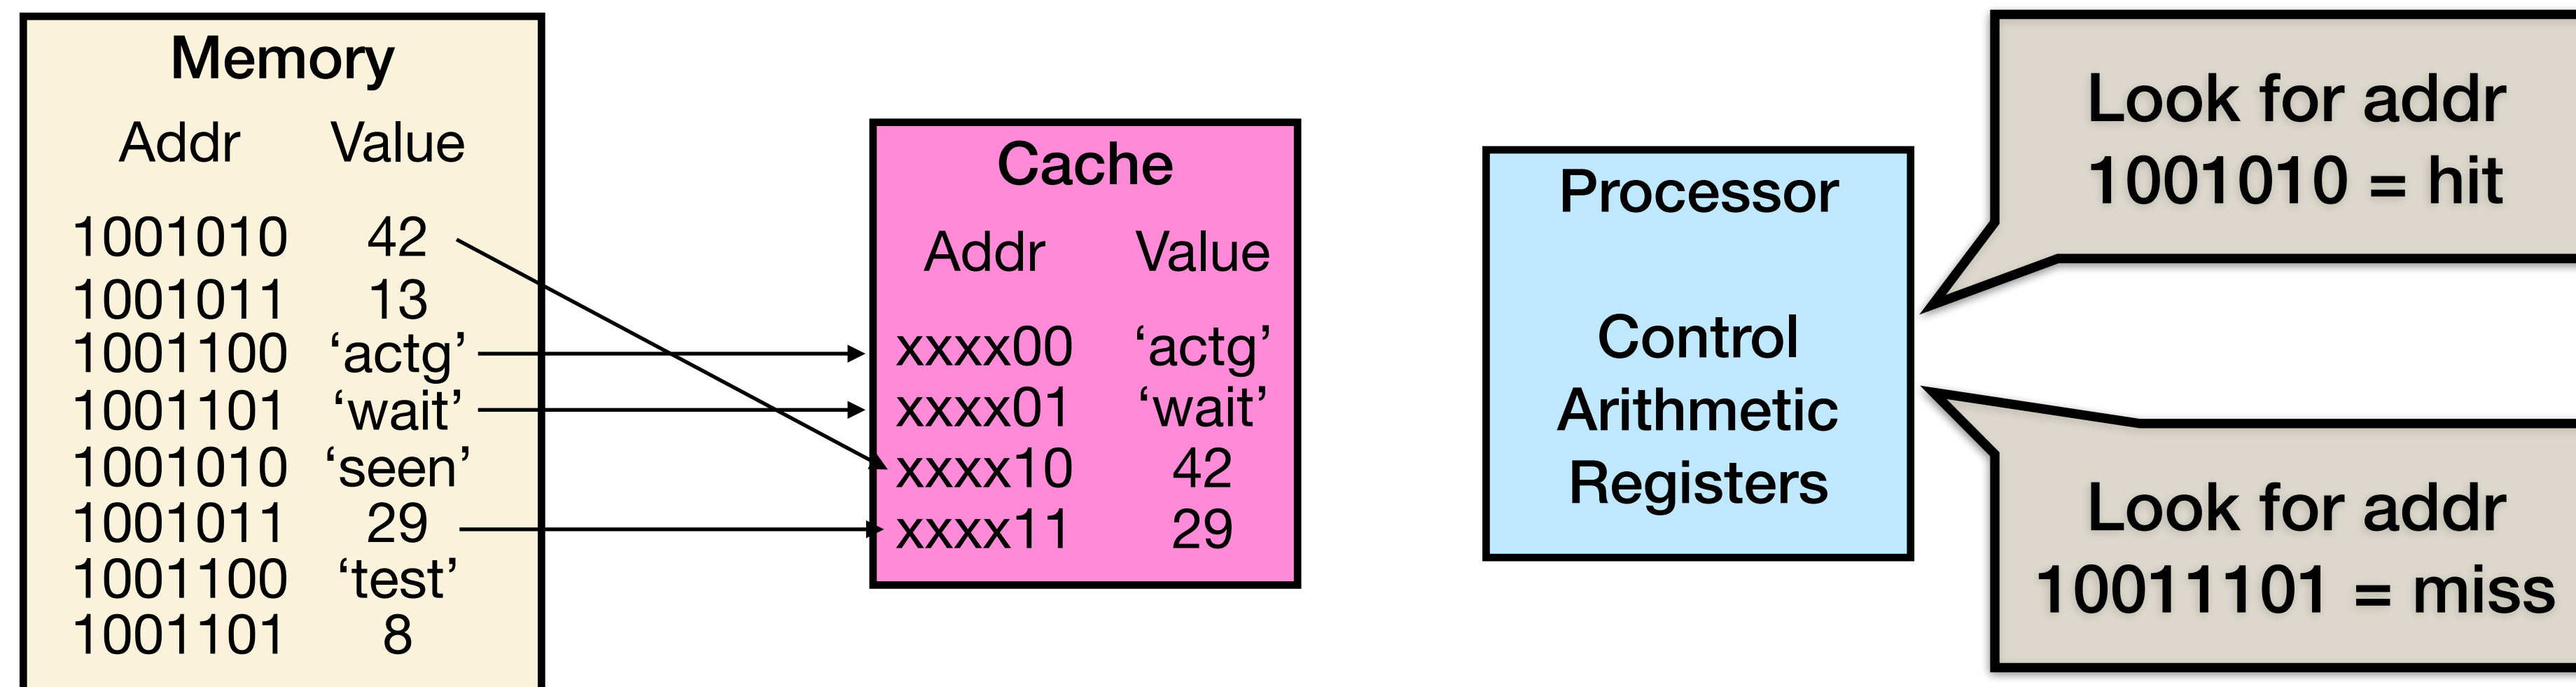 Memory
Addr Value
1001010 42
1001011 13
1001100 ‘actg’
1001101 ‘wait’
1001010 ‘seen’
1001011 29
1001100 ‘test’
1001101 8
Cache
Addr Value
xxxx00 ‘actg’
xxxx01 ‘wait’
xxxx10 42
xxxx11 29
Processor
Control
Arithmetic
Registers
Look for addr
1001010 = hit
Look for addr
10011101 = miss